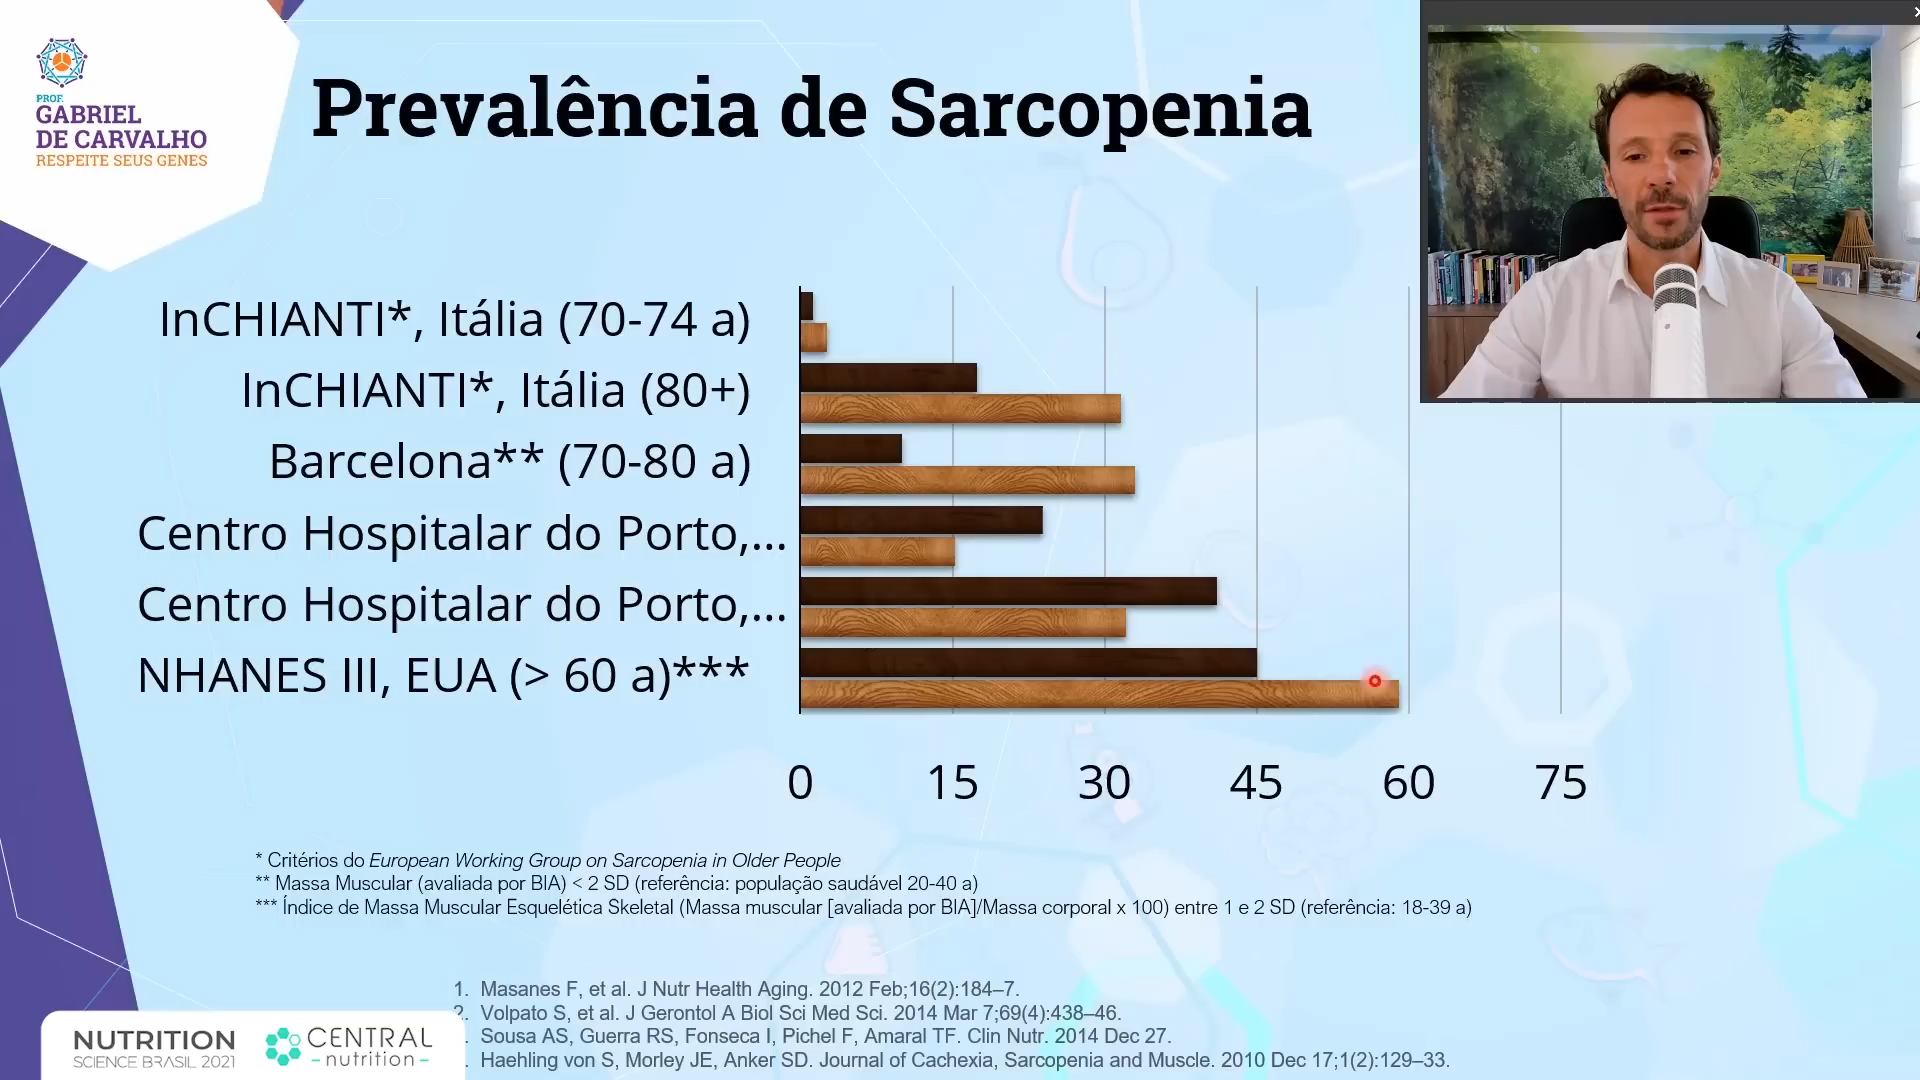 PROF.
GABRIEL
DE CARVALHO
RESPEITE SEUS GENES
Prevalência de Sarcopenia
InCHIANTI*, Itália (70-74 a)
InCHIANTI*, Itália (80+)
Barcelona** (70-80 a)
Centro Hospitalar do Porto,...
Centro Hospitalar do Porto,...
NHANES III, EUA (> 60 a)***
0 15 30 45 60 75
* Critérios do European Working Group on Sarcopenia in Older People
** Massa Muscular (avaliada por BIA) < 2 SD (referência: população saudável 20-40 a)
*** Índice de Massa Muscular Esquelética Skeletal (Massa muscular [avaliada por BIA]/Massa corporal x 100) entre 1 e 2 SD (referência: 18-39 a)
1. Masanes F, et al. J Nutr Health Aging. 2012 Feb;16(2):184–7.
2. Volpato S, et al. J Gerontol A Biol Sci Med Sci. 2014 Mar 7;69(4):438–46.
. Sousa AS, Guerra RS, Fonseca I, Pichel F, Amaral TF. Clin Nutr. 2014 Dec 27.
. Haehling von S, Morley JE, Anker SD. Journal of Cachexia, Sarcopenia and Muscle. 2010 Dec 17;1(2):129–33.
NUTRITION
SCIENCE BRASIL 2021
CENTRAL
nutrition